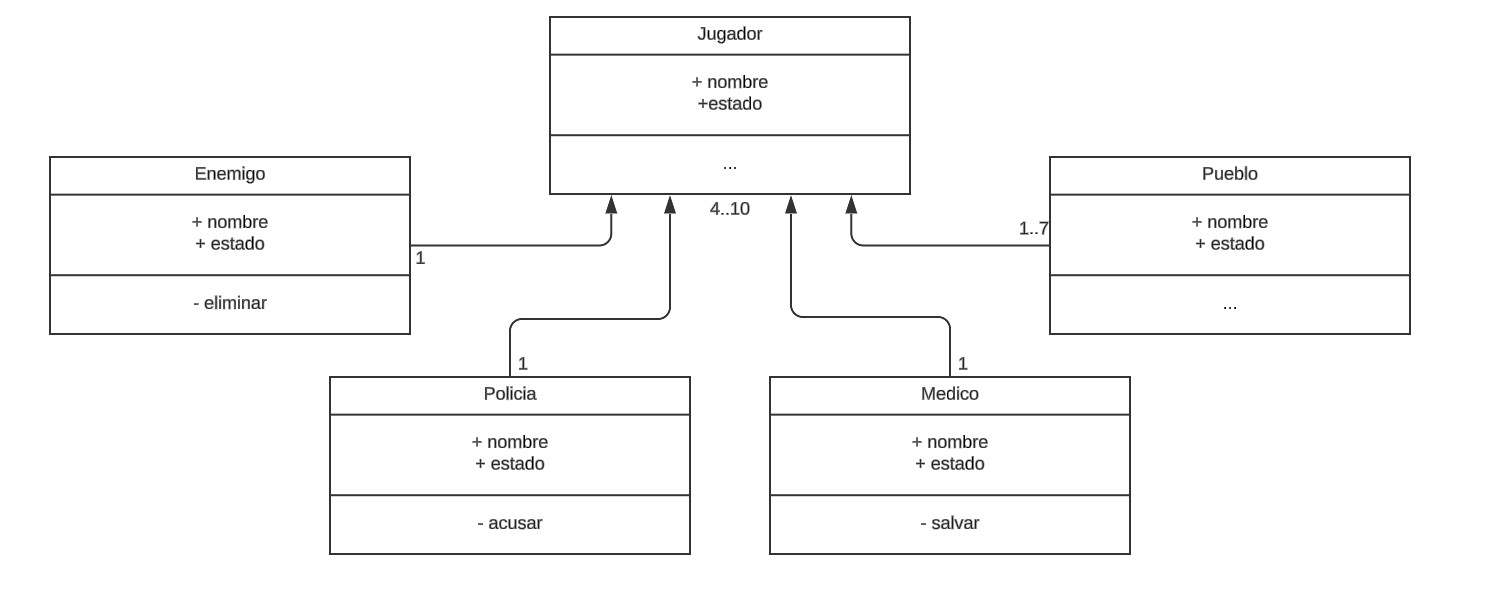 Jugador
+ nombre
+estado
...
4..10
Enemigo
+ nombre
+ estado
- eliminar
1
Pueblo
+ nombre
+ estado
...
1..7
1
Policia
+ nombre
+ estado
- acusar
1
Medico
+ nombre
+ estado
- salvar